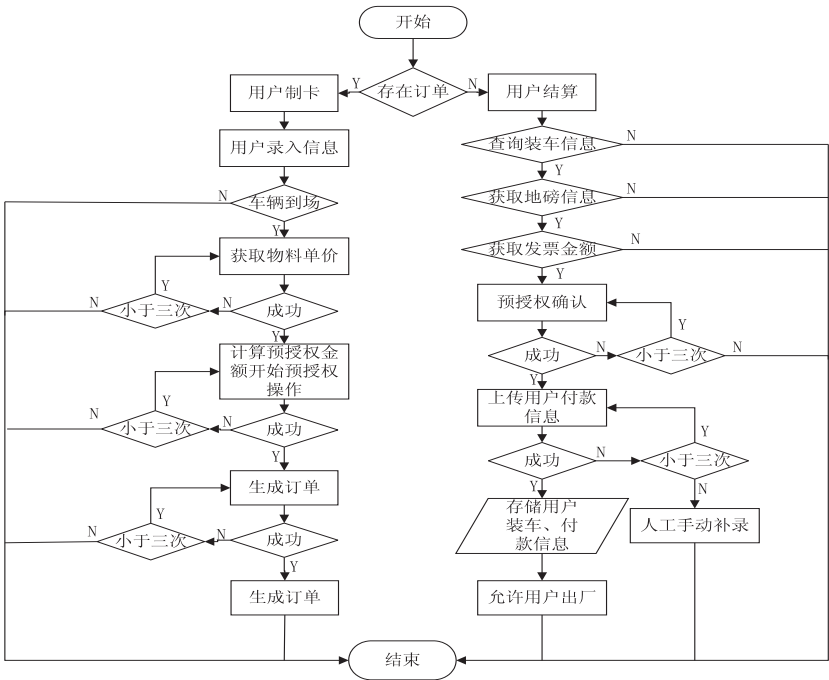 开始
存在订单
Y
N
用户制卡
用户录入信息
车辆到场
N
Y
获取物料单价
成功
N
小于三次
Y
N
Y
计算预授权金
额开始预授权
操作
成功
N
小于三次
Y
N
Y
生成订单
成功
N
小于三次
Y
N
Y
生成订单
用户结算
查询装车信息
N
Y
获取地磅信息
N
Y
获取发票金额
N
Y
预授权确认
成功
N
小于三次
Y
N
Y
上传用户付款
信息
成功
N
小于三次
Y
N
人工手动补录
Y
存储用户
装车、付
款信息
允许用户出厂
结束